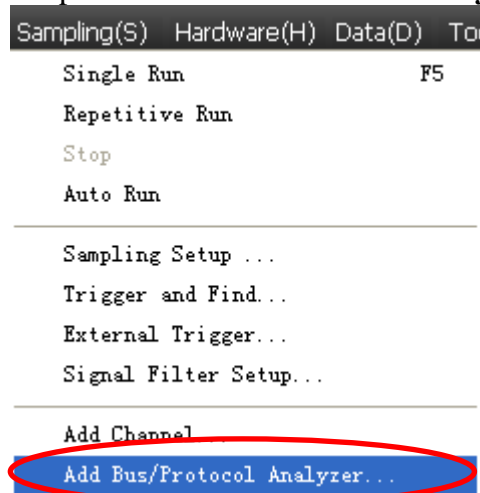 Sampling(S) Hardware(H) Data(D)
Single Run F5
Repetitive Run
Stop
Auto Run
Sampling Setup ...
Trigger and Find...
External Trigger...
Signal Filter Setup...
Add Channel...
Add Bus/Protocol Analyzer...